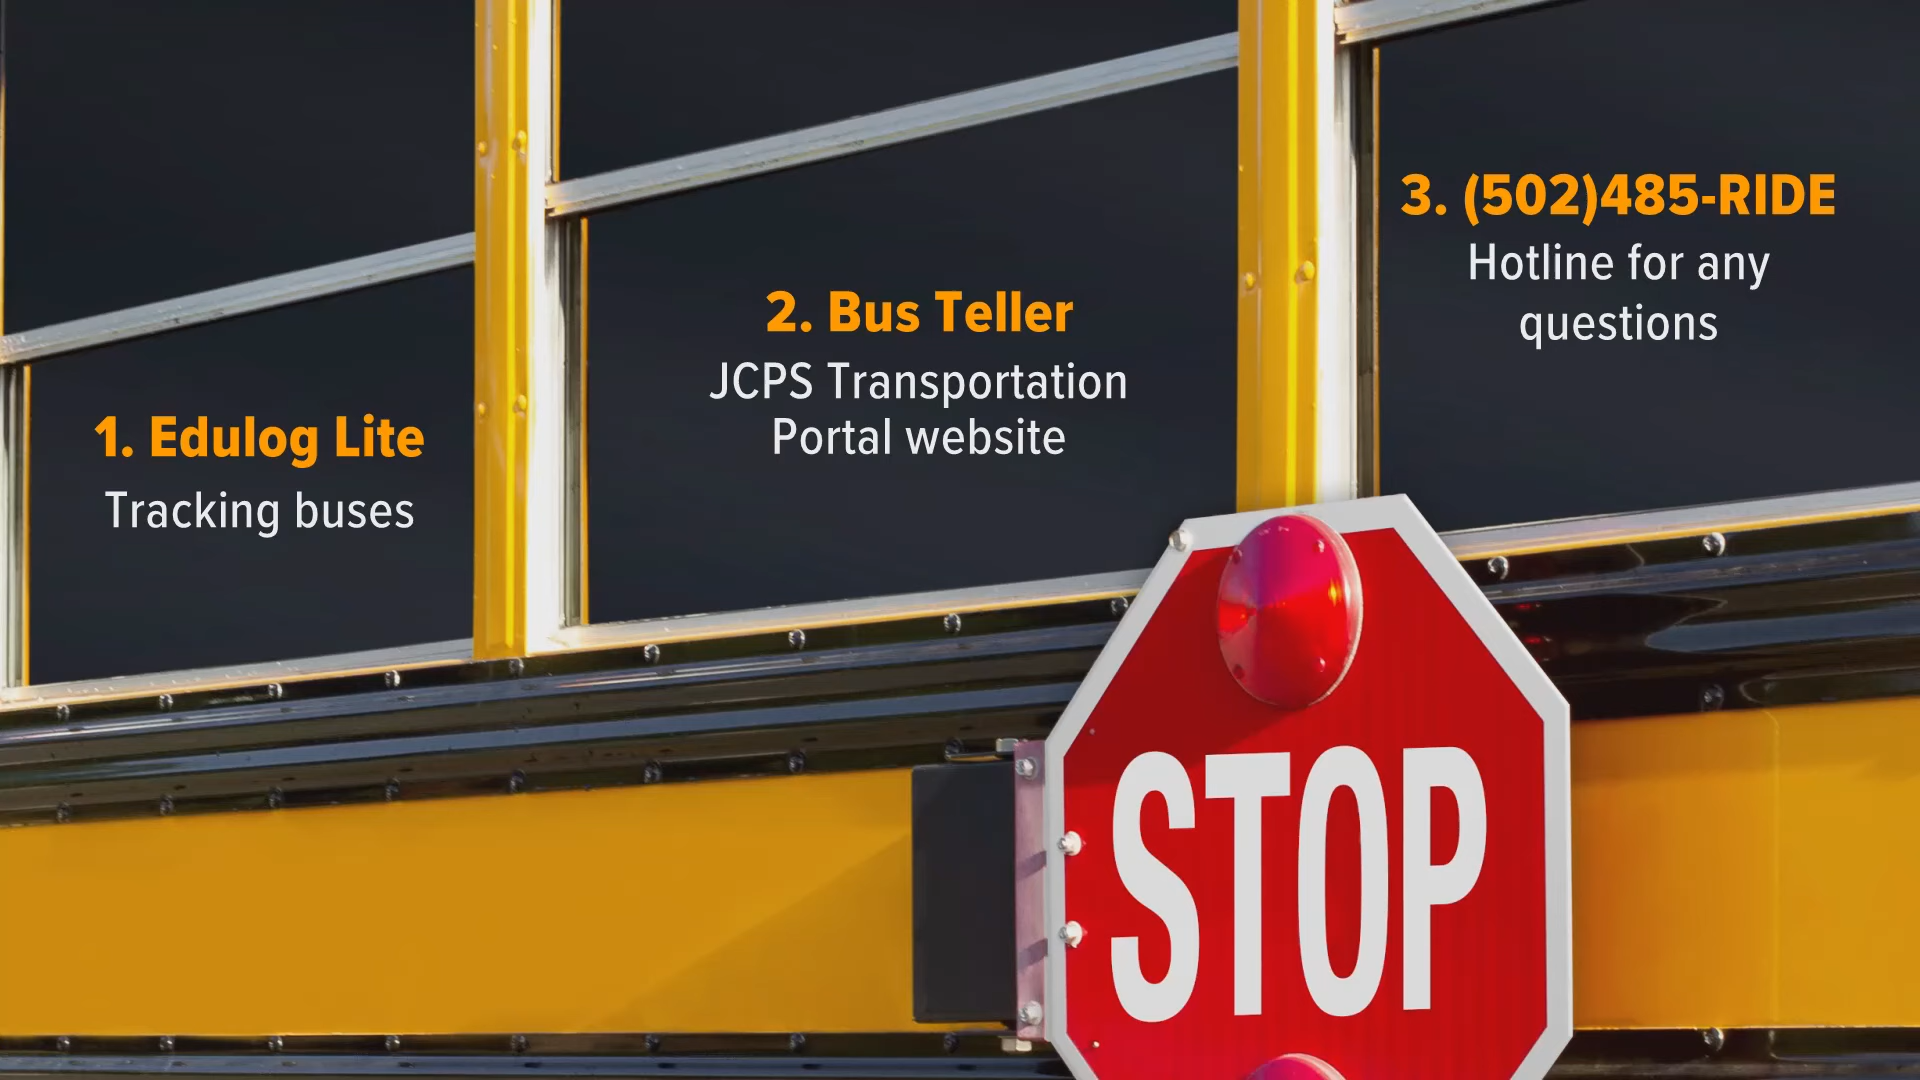 1. Edulog Lite
Tracking buses
2. Bus Teller
JCPS Transportation
Portal website
3. (502)485-RIDE
Hotline for any
questions
STOP